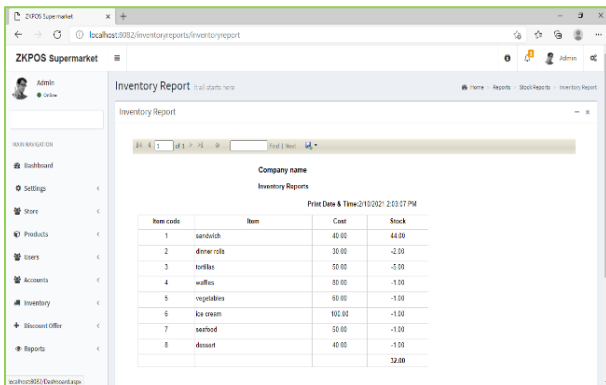 ZKPOS Supermarket
localhost:8082/inventoryreports/inventoryreport
ZKPOS Supermarket
Admin
Admin
Online
Inventory Report It all starts here
Home > Reports > Stock Reports > Inventory Report
Inventory Report
MAIN NAVIGATION
Dashboard
Settings
Store
Products
Users
Accounts
Inventory
Discount Offer
Reports
1 of 1 Find | Next
Company name
Inventory Reports
Print Date & Time:2/10/2021 2:03:07 PM
Item code Item Cost Stock
1 sandwich 40.00 44.00
2 dinner rolls 30.00 -2.00
3 tortillas 50.00 -5.00
4 waffles 80.00 -1.00
5 vegetables 60.00 -1.00
6 ice cream 100.00 -1.00
7 seafood 50.00 -1.00
8 dessert 40.00 -1.00
32.00
localhost:8082/Dashboard.aspx